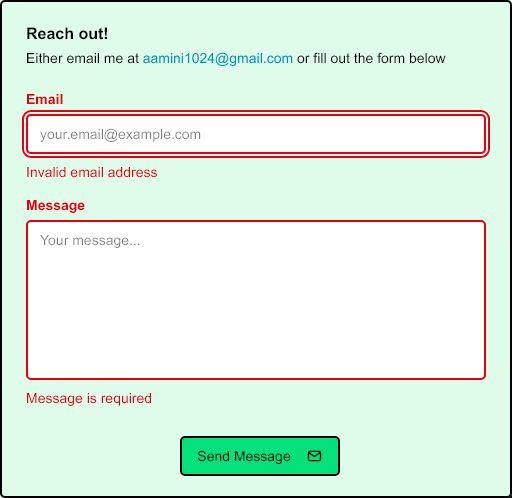 Reach out!
Either email me at aamini1024@gmail.com or fill out the form below
Email
your.email@example.com
Invalid email address
Message
Your message...
Message is required
Send Message